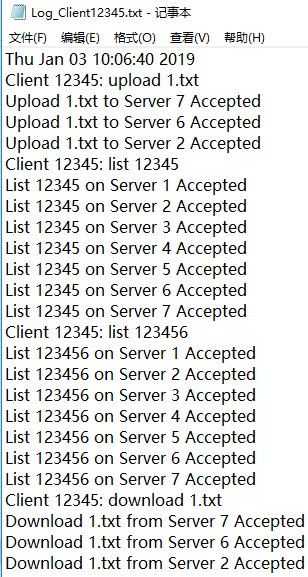 Log_Client12345.txt - 记事本
文件(F) 编辑(E) 格式(O) 查看(V) 帮助(H)
Thu Jan 03 10:06:40 2019
Client 12345: upload 1.txt
Upload 1.txt to Server 7 Accepted
Upload 1.txt to Server 6 Accepted
Upload 1.txt to Server 2 Accepted
Client 12345: list 12345
List 12345 on Server 1 Accepted
List 12345 on Server 2 Accepted
List 12345 on Server 3 Accepted
List 12345 on Server 4 Accepted
List 12345 on Server 5 Accepted
List 12345 on Server 6 Accepted
List 12345 on Server 7 Accepted
Client 12345: list 123456
List 123456 on Server 1 Accepted
List 123456 on Server 2 Accepted
List 123456 on Server 3 Accepted
List 123456 on Server 4 Accepted
List 123456 on Server 5 Accepted
List 123456 on Server 6 Accepted
List 123456 on Server 7 Accepted
Client 12345: download 1.txt
Download 1.txt from Server 7 Accepted
Download 1.txt from Server 6 Accepted
Download 1.txt from Server 2 Accepted